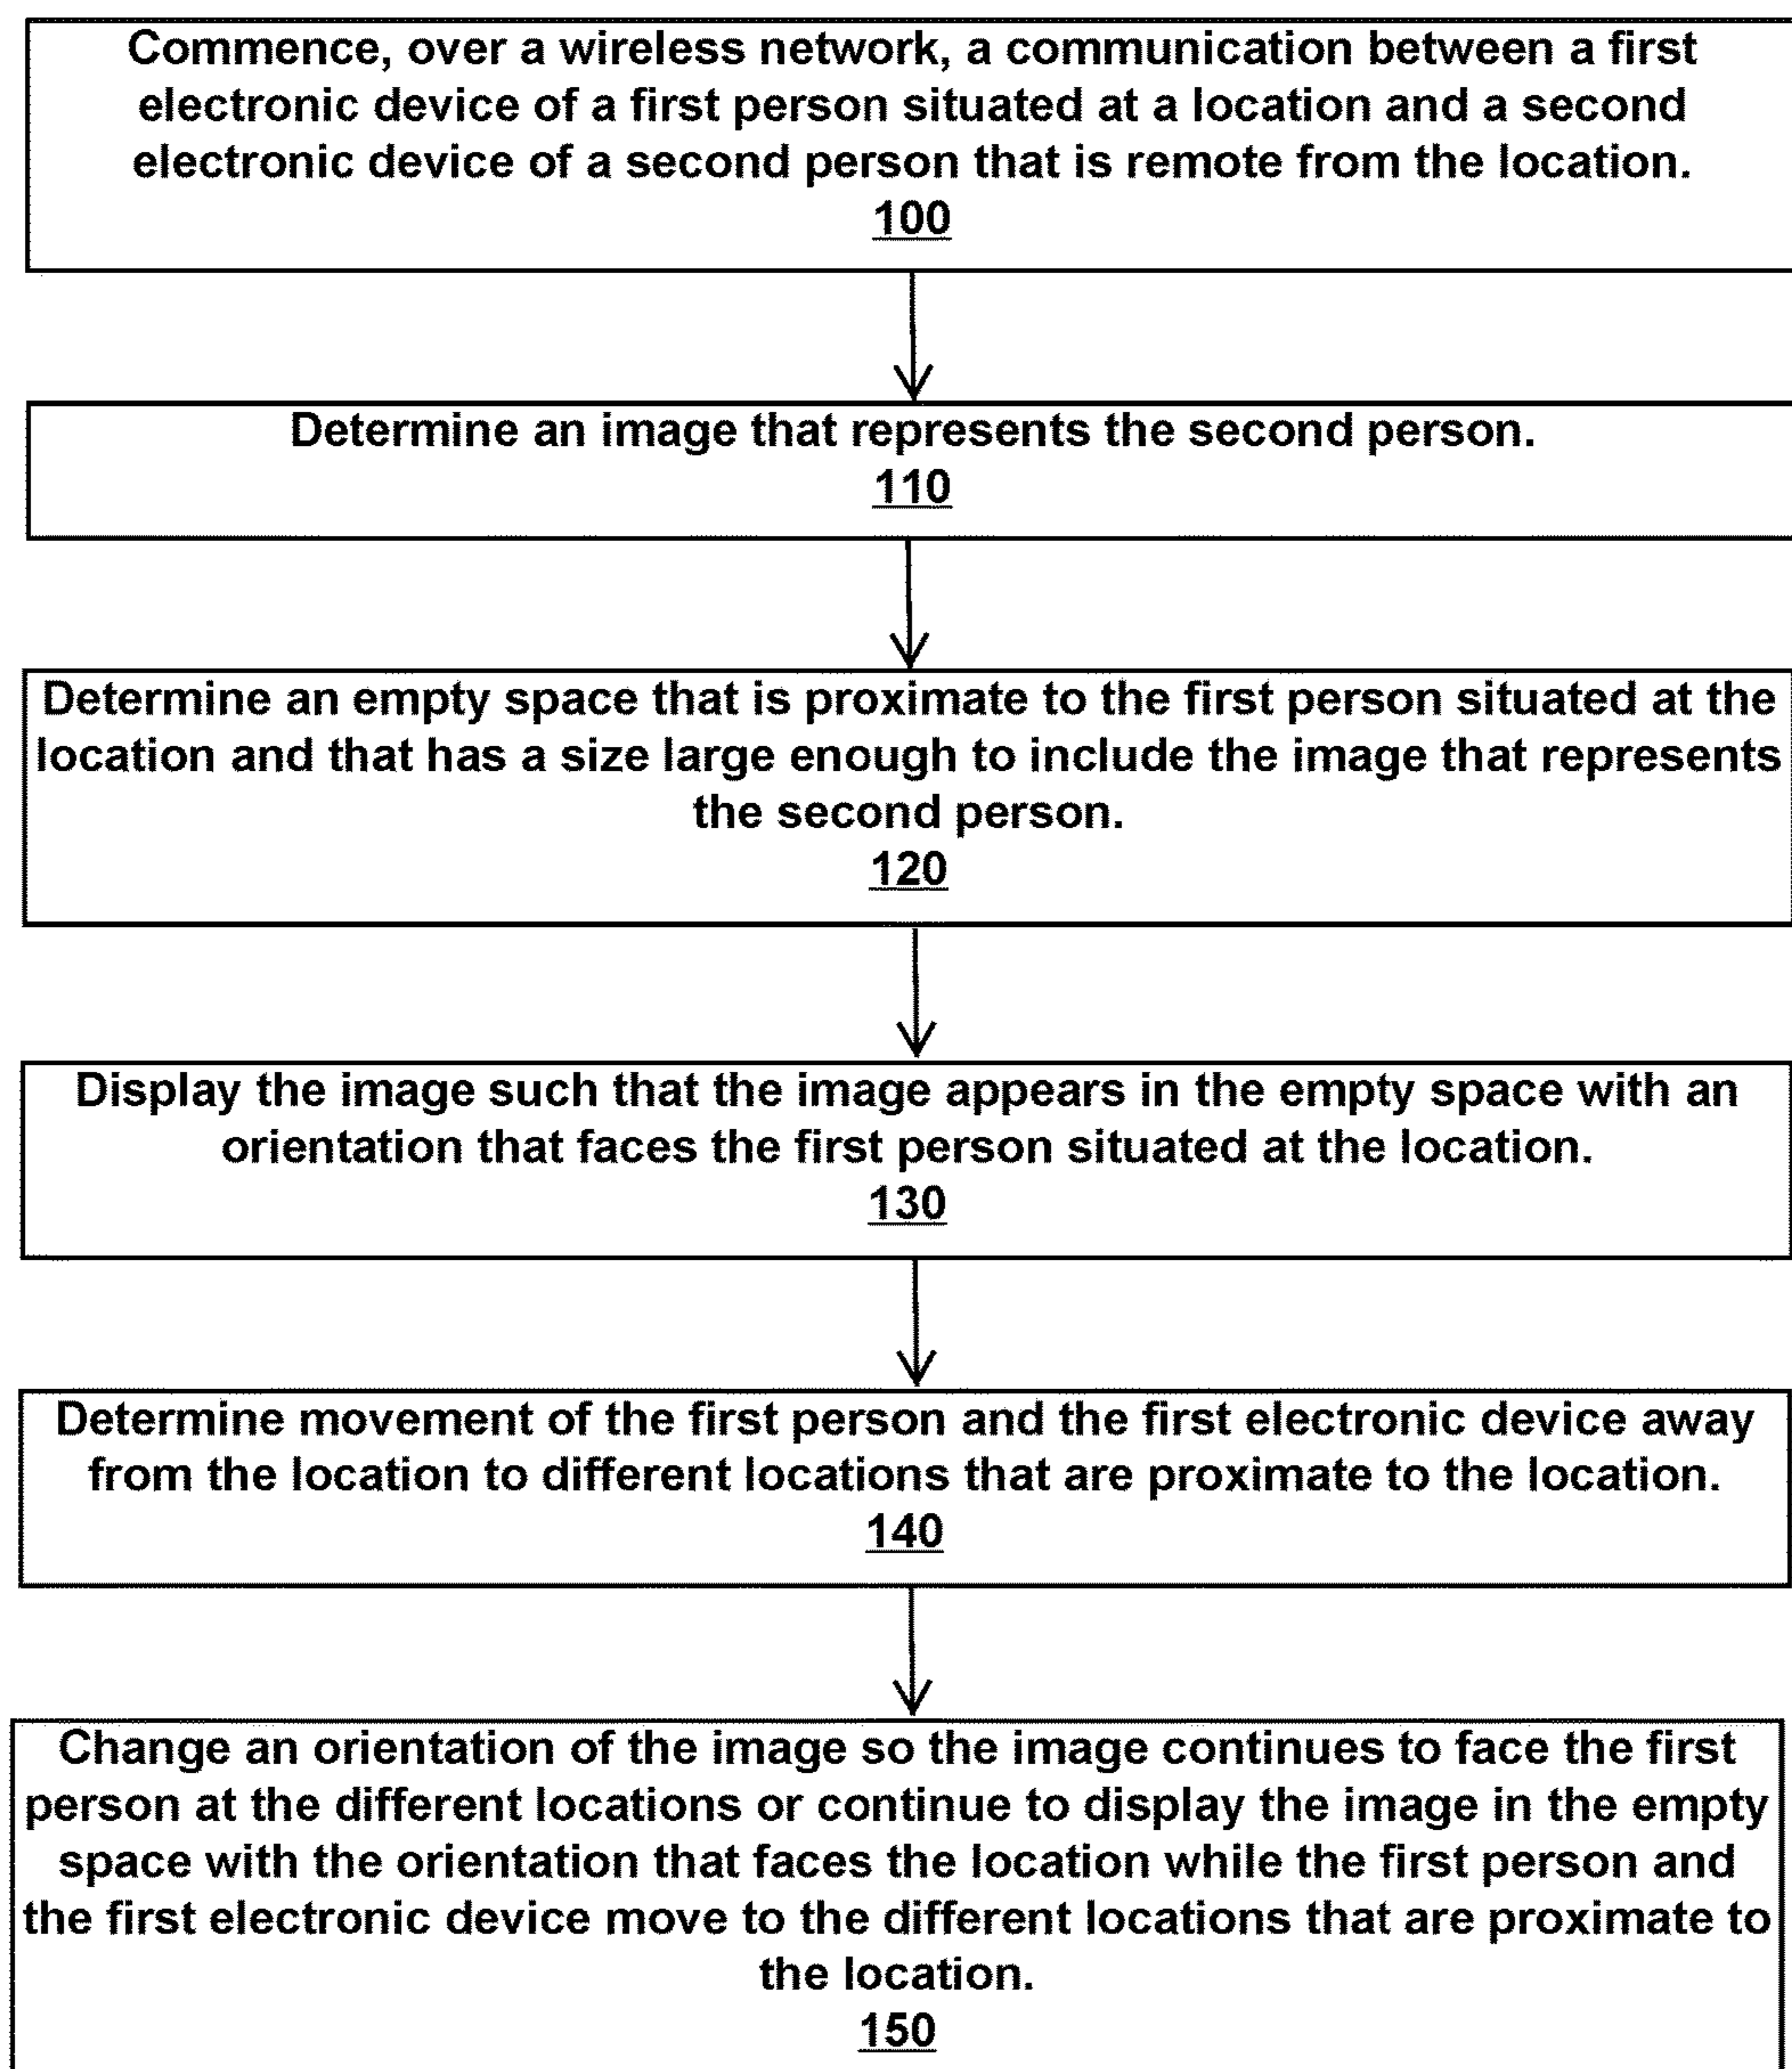 Commence, over a wireless network, a communication between a first
electronic device of a first person situated at a location and a second
electronic device of a second person that is remote from the location.
100
Determine an image that represents the second person.
110
Determine an empty space that is proximate to the first person situated at the
location and that has a size large enough to include the image that represents
the second person.
120
Display the image such that the image appears in the empty space with an
orientation that faces the first person situated at the location.
130
Determine movement of the first person and the first electronic device away
from the location to different locations that are proximate to the location.
140
Change an orientation of the image so the image continues to face the first
person at the different locations or continue to display the image in the empty
space with the orientation that faces the location while the first person and
the first electronic device move to the different locations that are proximate to
the location.
150